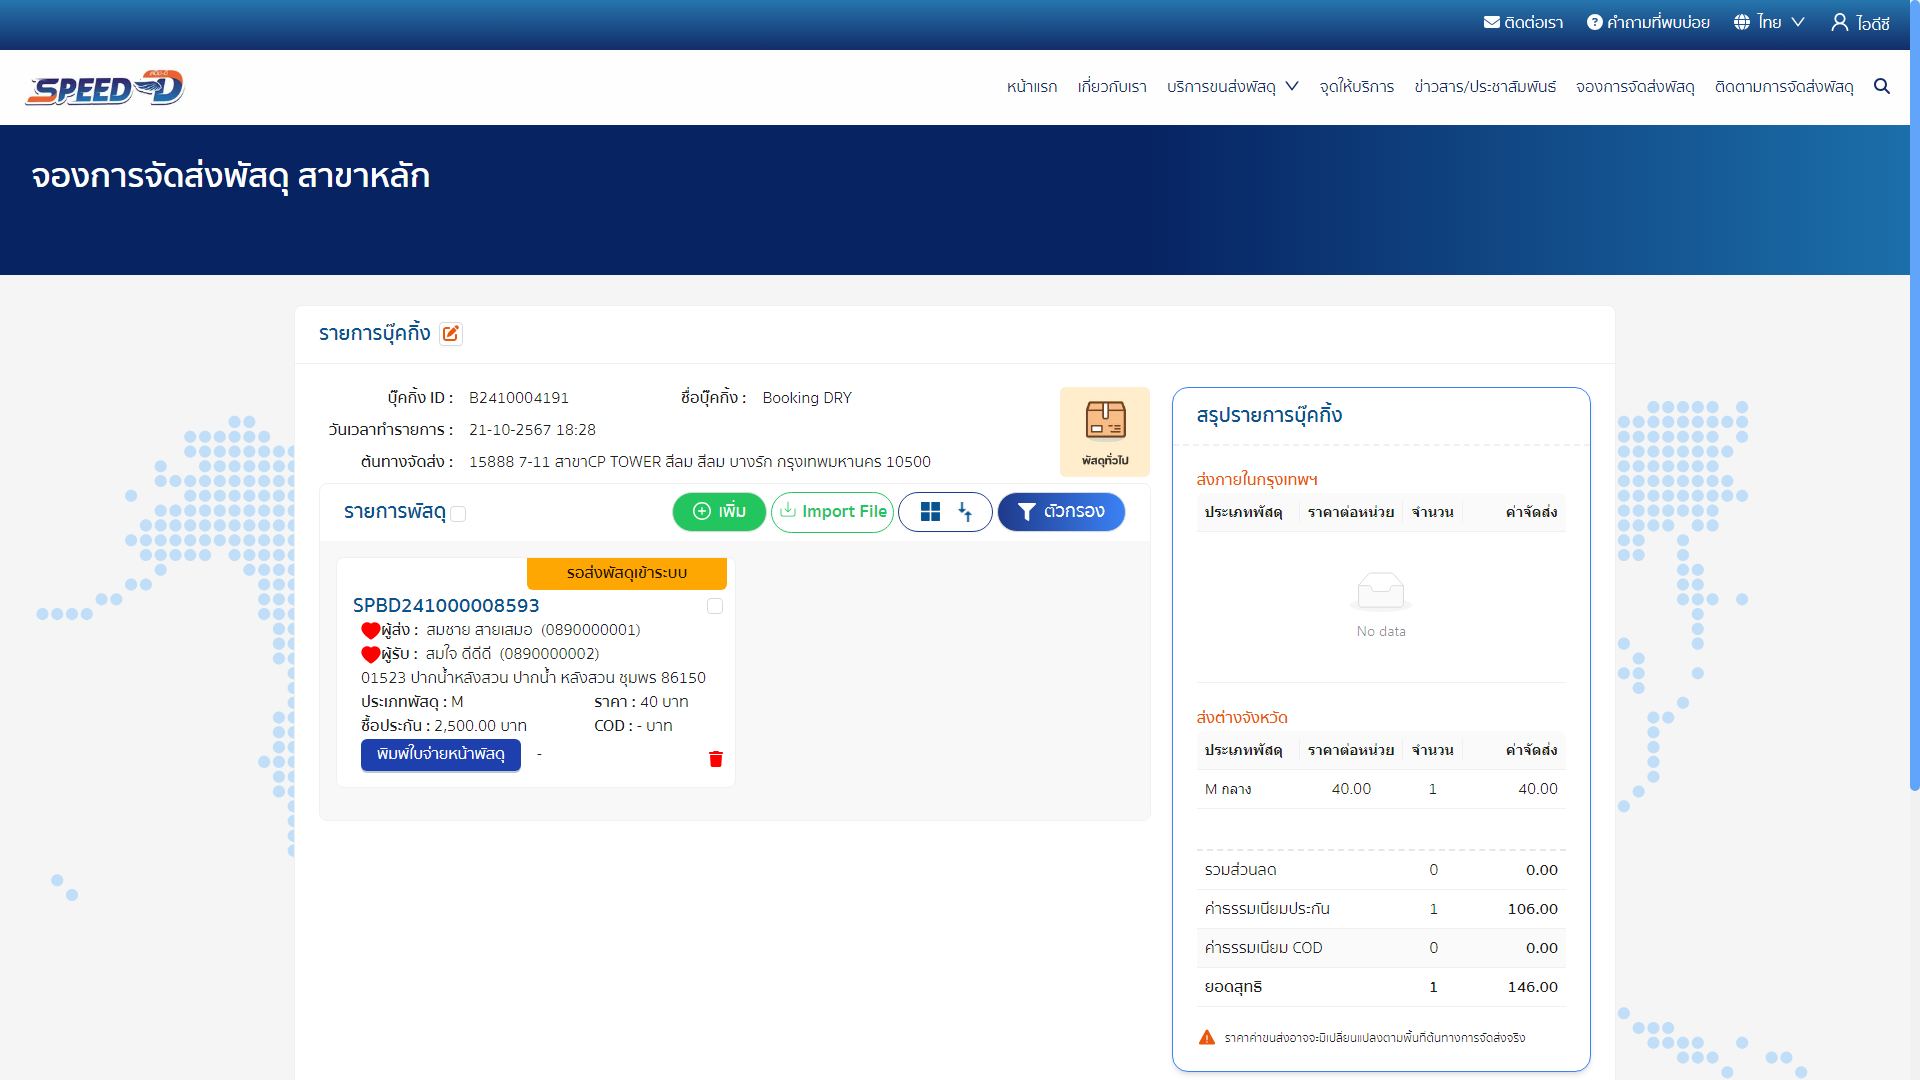 ติดต่อเรา คำถามที่พบบ่อย ไทย ไอดีซี
SPEED-D
หน้าแรก เกี่ยวกับเรา บริการขนส่งพัสดุ จุดให้บริการ ข่าวสาร/ประชาสัมพันธ์ จองการจัดส่งพัสดุ ติดตามการจัดส่งพัสดุ
จองการจัดส่งพัสดุ สาขาหลัก
รายการบุ๊คกิ้ง
บุ๊คกิ้ง ID : B2410004191 ชื่อบุ๊คกิ้ง : Booking DRY
วันเวลาทำรายการ : 21-10-2567 18:28
ต้นทางจัดส่ง : 15888 7-11 สาขาCP TOWER สีลม สีลม บางรัก กรุงเทพมหานคร 10500
พัสดุทั่วไป
รายการพัสดุ เพิ่ม Import File ตัวกรอง
รอส่งพัสดุเข้าระบบ
SPBD241000008593
ผู้ส่ง : สมชาย สายเสมอ (0890000001)
ผู้รับ : สมใจ ดีดีดี (0890000002)
01523 ปากน้ำหลังสวน ปากน้ำ หลังสวน ชุมพร 86150
ประเภทพัสดุ : M ราคา : 40 บาท
ซื้อประกัน : 2,500.00 บาท COD : - บาท
พิมพ์ใบจ่ายหน้าพัสดุ -
สรุปรายการบุ๊คกิ้ง
ส่งภายในกรุงเทพฯ
ประเภทพัสดุ ราคาต่อหน่วย จำนวน ค่าจัดส่ง
No data
ส่งต่างจังหวัด
ประเภทพัสดุ ราคาต่อหน่วย จำนวน ค่าจัดส่ง
M กลาง 40.00 1 40.00
รวมส่วนลด 0 0.00
ค่าธรรมเนียมประกัน 1 106.00
ค่าธรรมเนียม COD 0 0.00
ยอดสุทธิ 1 146.00
ราคาค่าขนส่งอาจจะมีเปลี่ยนแปลงตามพื้นที่ต้นทางการจัดส่งจริง